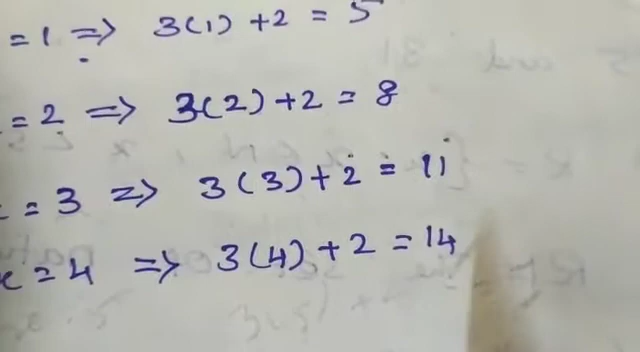 = 1 => 3(1) + 2 = 5
= 2 => 3(2) + 2 = 8
= 3 => 3(3) + 2 = 11
x = 4 => 3(4) + 2 = 14